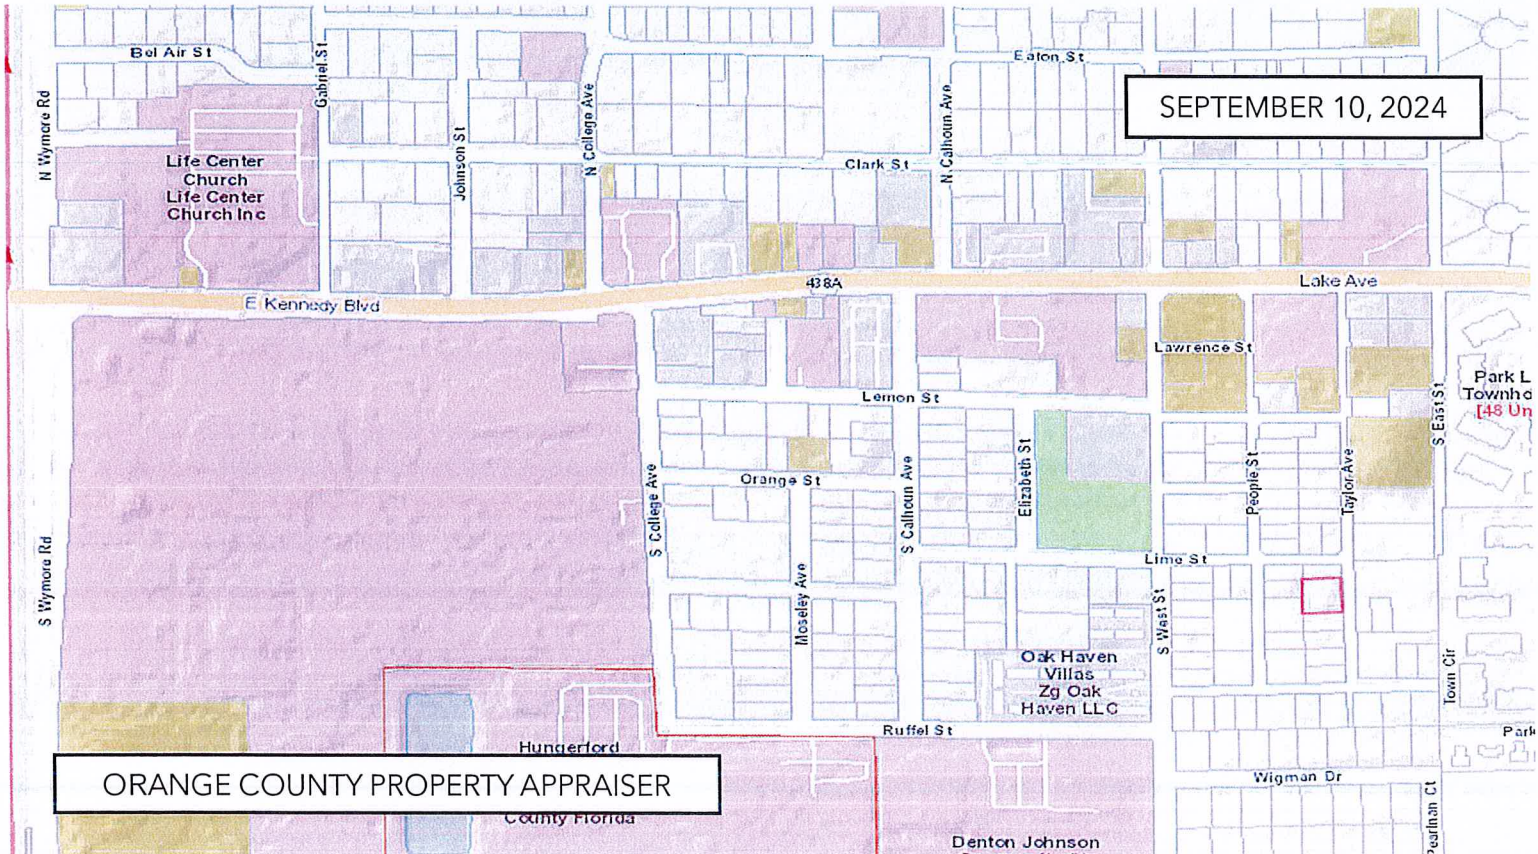 Bel Air St
Gabriel St
Eaton St
SEPTEMBER 10, 2024
N Wymore Rd
N College Ave
N Calhoun Ave
Johnson St
Clark St
Life Center
Church
Life Center
Church Inc
438A
Lake Ave
E Kennedy Blvd
Lawrence St
Park L
Townho
[48 Un
Lemon St
S East St
Orange St
S College Ave
S Calhoun Ave
Elizabeth St
People St
Taylor Ave
Lime St
S Wymore Rd
Moseley Ave
S West St
Oak Haven
Villas
Zg Oak
Haven LLC
Town Cir
Ruffel St
Park
Hungerford
ORANGE COUNTY PROPERTY APPRAISER
Wigman Dr
County Florida
Pearlman Ct
Denton Johnson